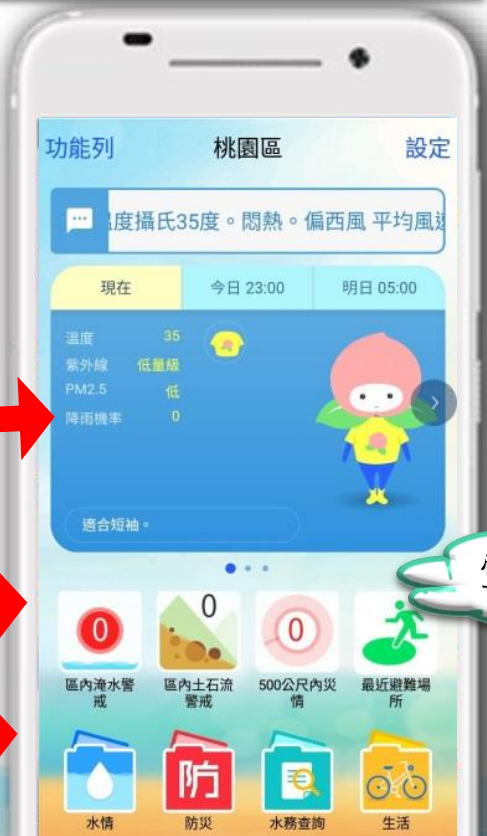 功能列
桃園區
設定
度攝氏35度。悶熱。偏西風 平均風
現在
今日 23:00
明日 05:00
溫度 35
紫外線 低量級
PM2.5 低
降雨機率 0
適合短袖。
0
0
0
區內淹水警
戒
區內土石流
警戒
500公尺內災
情
最近避難場
所
防
水情
防災
水務查詢
生活